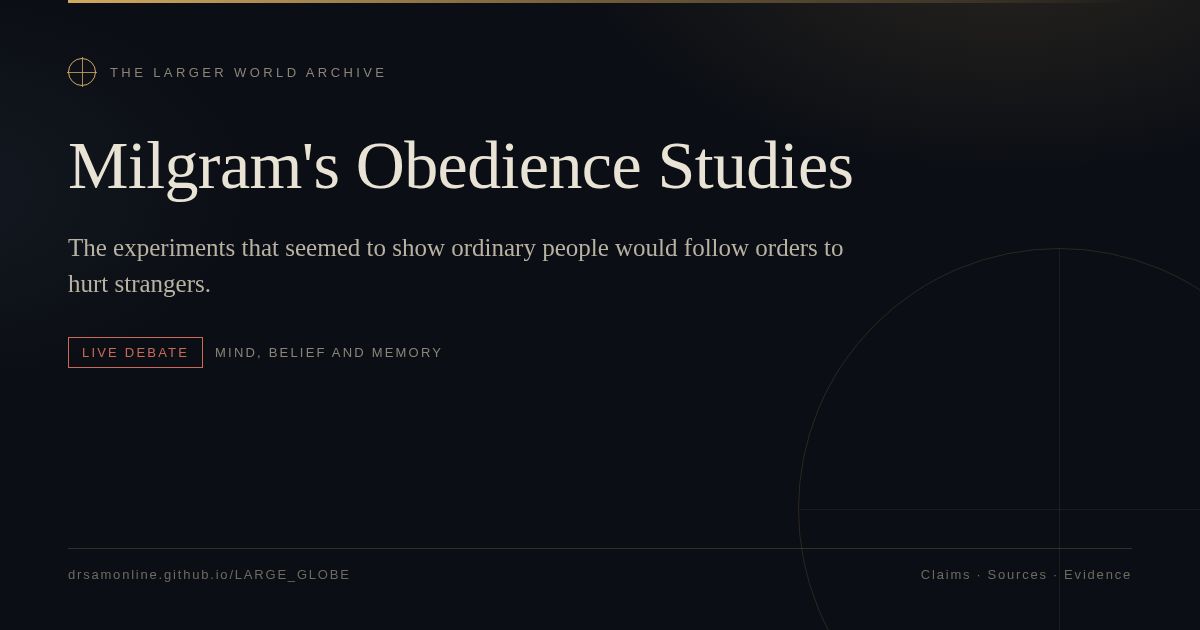 THE LARGER WORLD ARCHIVE
Milgram's Obedience Studies
The experiments that seemed to show ordinary people would follow orders to
hurt strangers.
LIVE DEBATE MIND, BELIEF AND MEMORY
drsamonline.github.io/LARGE_GLOBE Claims · Sources · Evidence